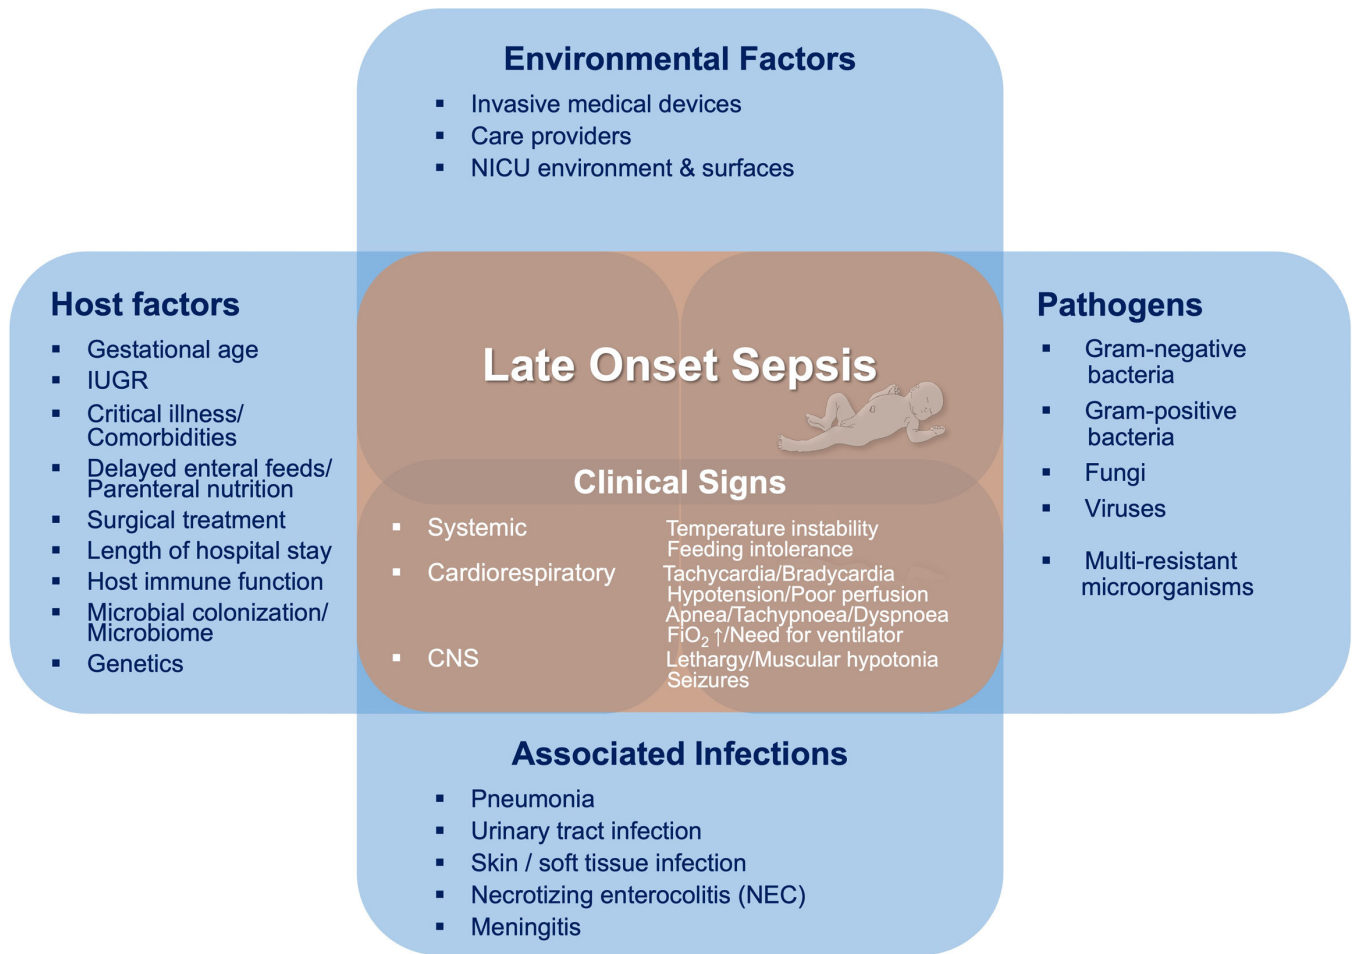 Environmental Factors
▪ Invasive medical devices
▪ Care providers
▪ NICU environment & surfaces
Host factors
▪ Gestational age
▪ IUGR
▪ Critical illness/
Comorbidities
▪ Delayed enteral feeds/
Parenteral nutrition
▪ Surgical treatment
▪ Length of hospital stay
▪ Host immune function
▪ Microbial colonization/
Microbiome
▪ Genetics
Late Onset Sepsis
Clinical Signs
▪ Systemic Temperature instability
Feeding intolerance
▪ Cardiorespiratory Tachycardia/Bradycardia
Hypotension/Poor perfusion
Apnea/Tachypnoea/Dyspnoea
FiO₂ ↑/Need for ventilator
▪ CNS Lethargy/Muscular hypotonia
Seizures
Pathogens
▪ Gram-negative
bacteria
▪ Gram-positive
bacteria
▪ Fungi
▪ Viruses
▪ Multi-resistant
microorganisms
Associated Infections
▪ Pneumonia
▪ Urinary tract infection
▪ Skin / soft tissue infection
▪ Necrotizing enterocolitis (NEC)
▪ Meningitis